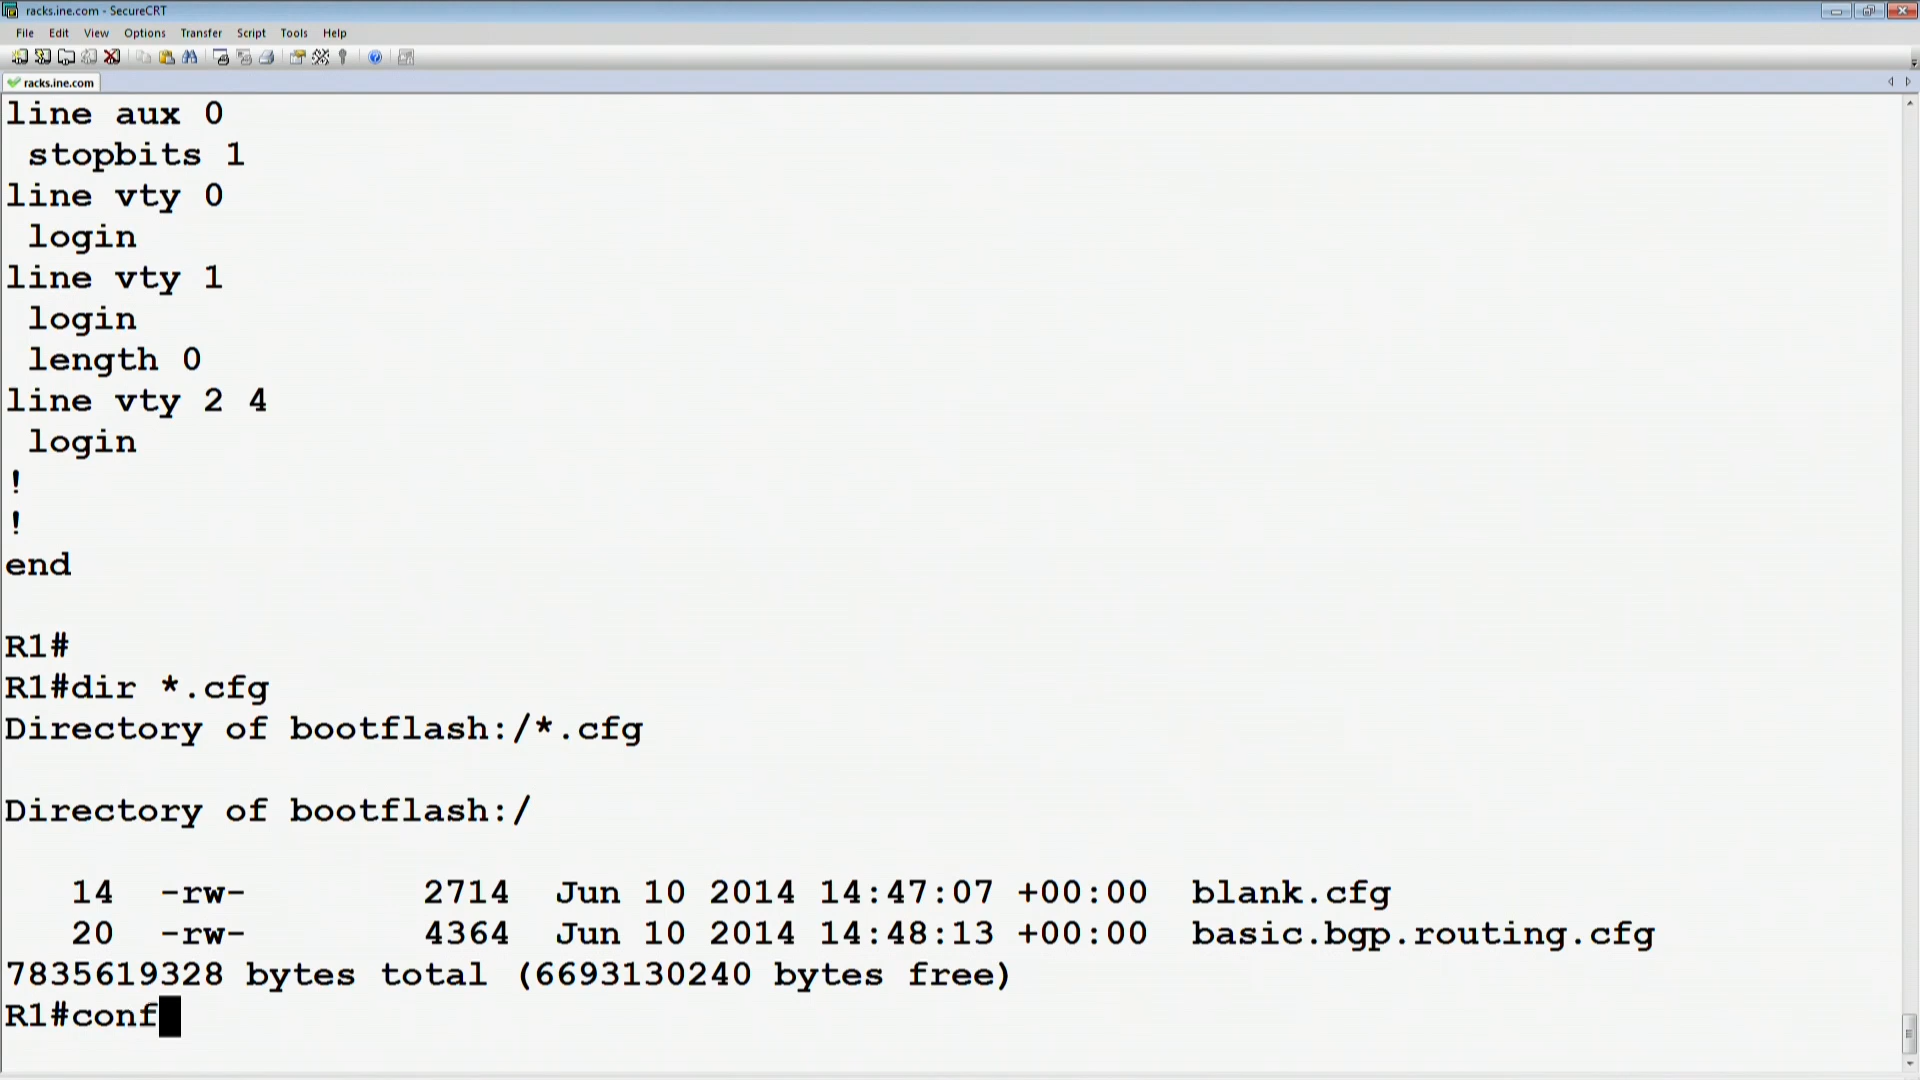 racks.ine.com - SecureCRT
File Edit View Options Transfer Script Tools Help
racks.ine.com
line aux 0
 stopbits 1
line vty 0
 login
line vty 1
 login
 length 0
line vty 2 4
 login
!
!
end
R1#
R1#dir *.cfg
Directory of bootflash:/*.cfg
Directory of bootflash:/
   14  -rw-        2714  Jun 10 2014 14:47:07 +00:00  blank.cfg
   20  -rw-        4364  Jun 10 2014 14:48:13 +00:00  basic.bgp.routing.cfg
7835619328 bytes total (6693130240 bytes free)
R1#conf